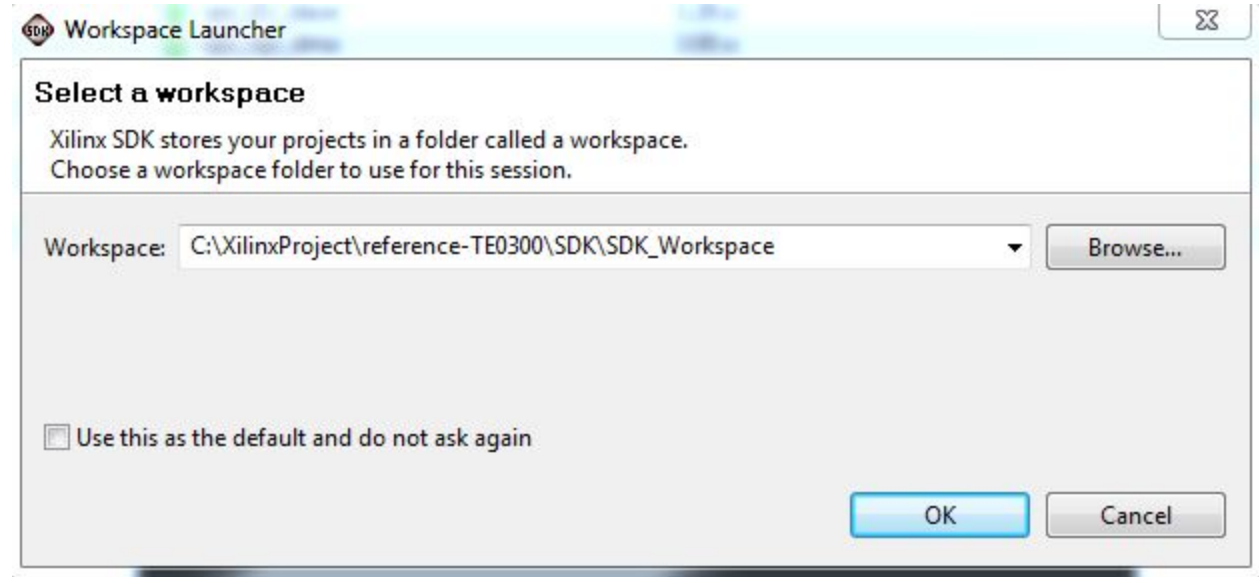 SDK Workspace Launcher
Select a workspace
Xilinx SDK stores your projects in a folder called a workspace.
Choose a workspace folder to use for this session.
Workspace: C:\XilinxProject\reference-TE0300\SDK\SDK_Workspace Browse...
Use this as the default and do not ask again
OK Cancel